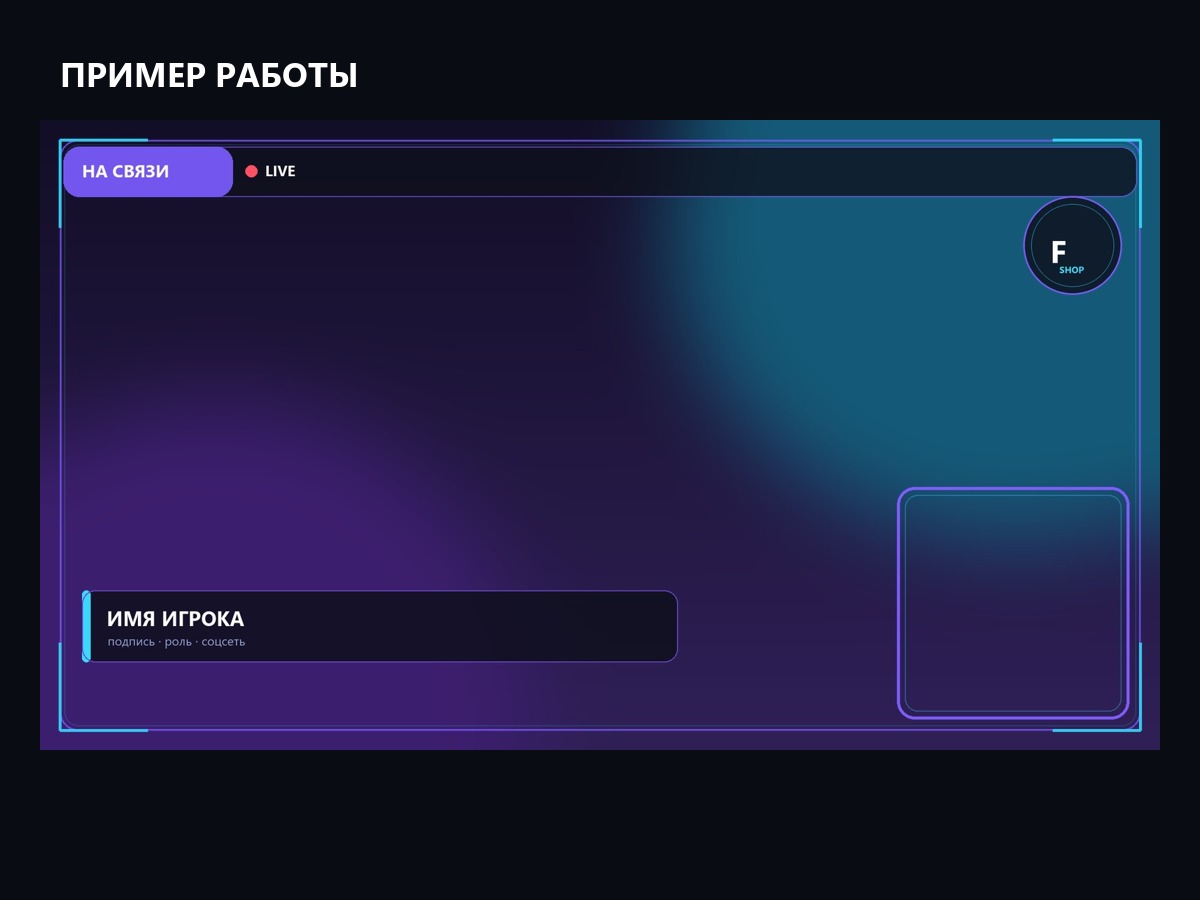 ПРИМЕР РАБОТЫ
НА СВЯЗИ
LIVE
F
SHOP
ИМЯ ИГРОКА
подпись · роль · соцсеть